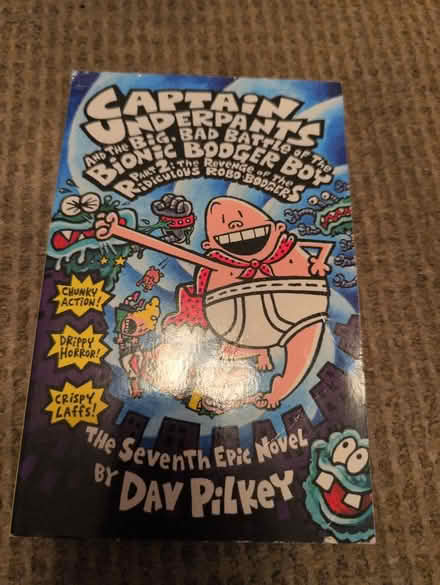 CAPTAIN
UNDERPANTS
AND THE BIG, BAD BATTLE OF THE
BIONIC BOOGER BOY
PART 2: THE REVENGE OF THE
RIDICULOUS ROBO-BOOGERS
CHUNKY
ACTION!
DRIPPY
HORROR!
CRISPY
LAFFS!
THE SEVENTH EPIC NOVEL
BY DAV PILKEY